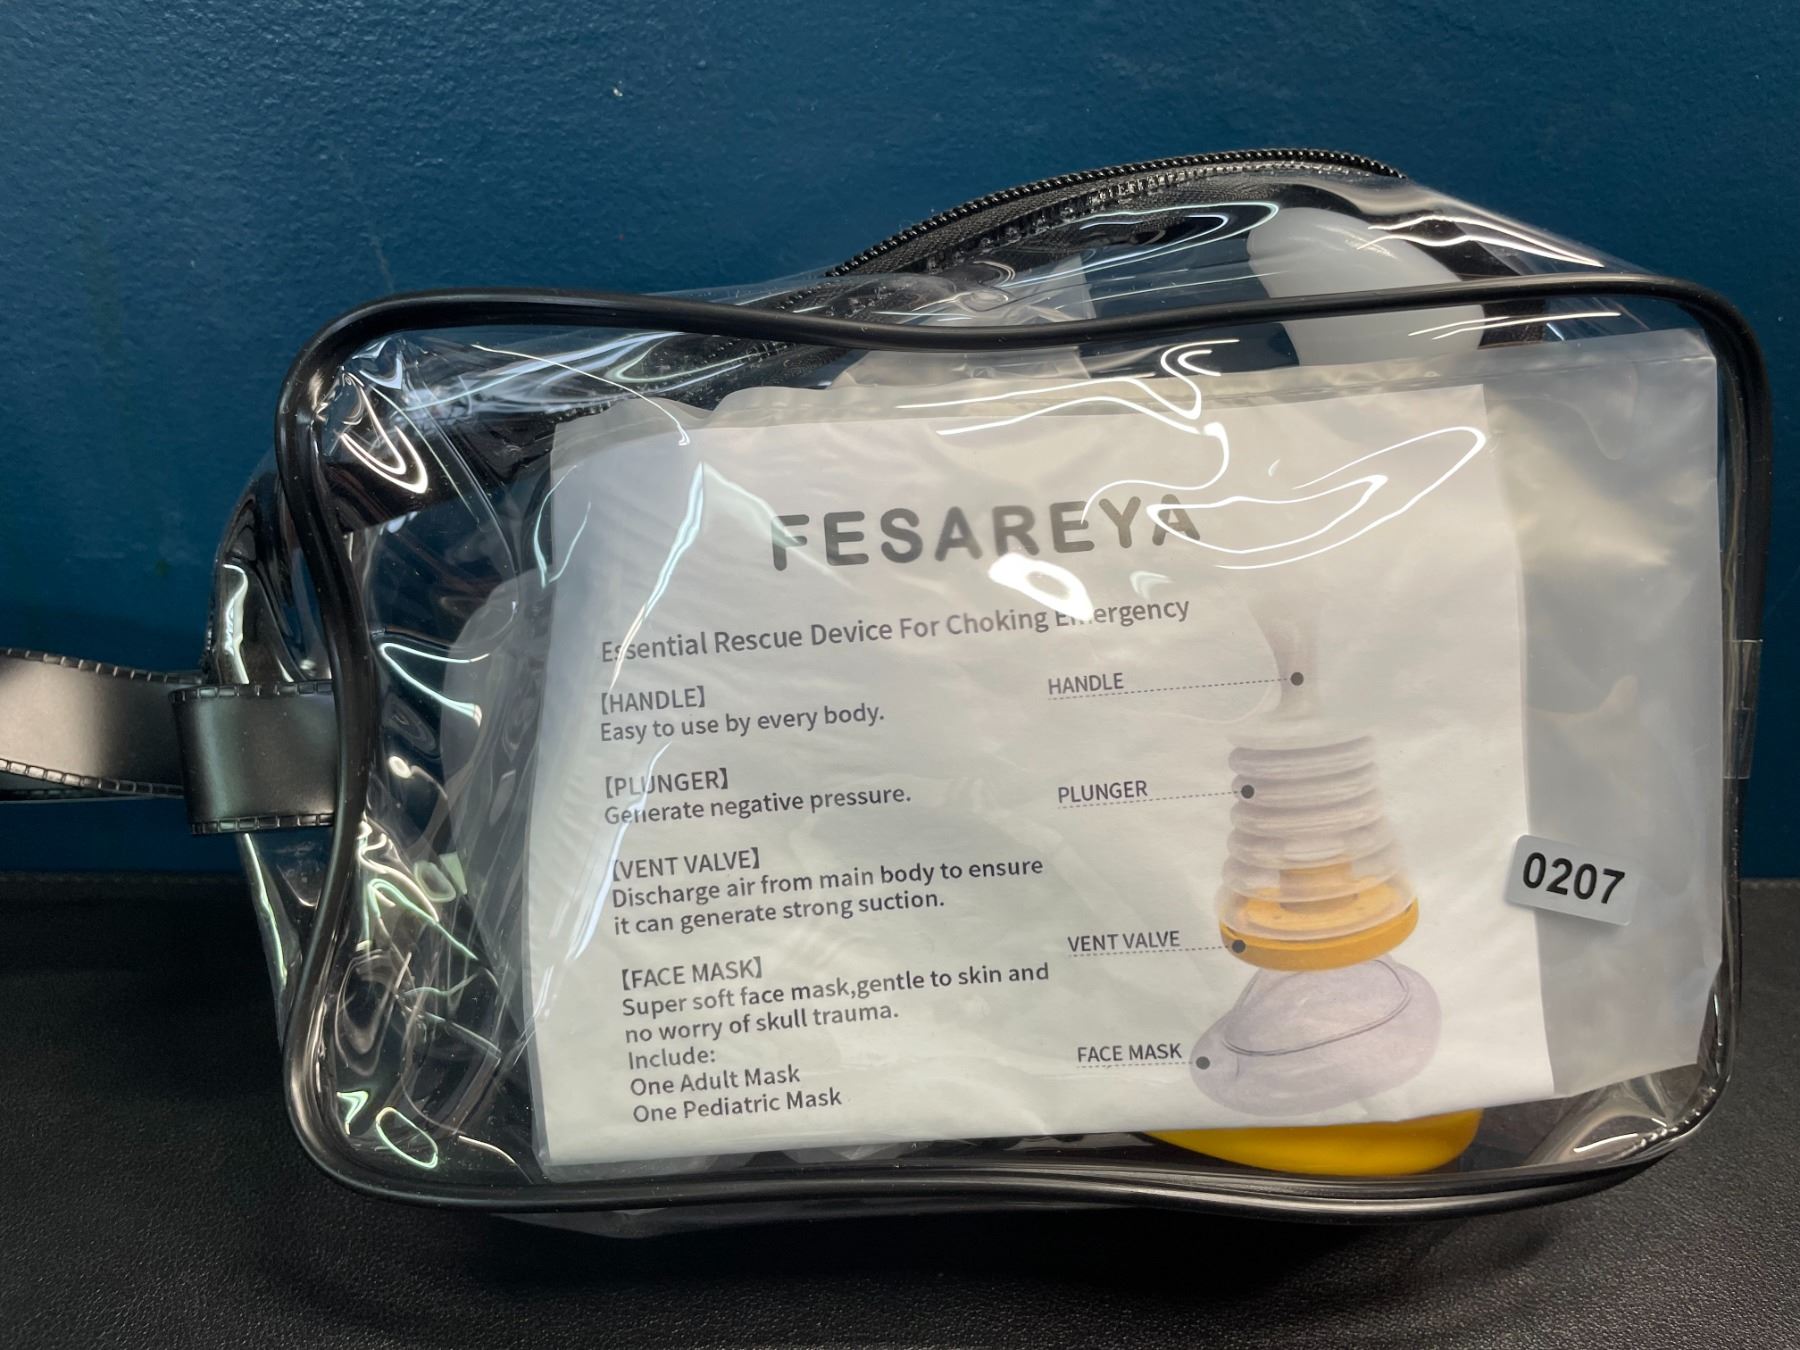 FESAREYA
Essential Rescue Device For Choking Emergency
【HANDLE】
Easy to use by every body.
【PLUNGER】
Generate negative pressure.
【VENT VALVE】
Discharge air from main body to ensure
it can generate strong suction.
【FACE MASK】
Super soft face mask,gentle to skin and
no worry of skull trauma.
Include:
One Adult Mask
One Pediatric Mask
HANDLE
PLUNGER
VENT VALVE
FACE MASK
0207